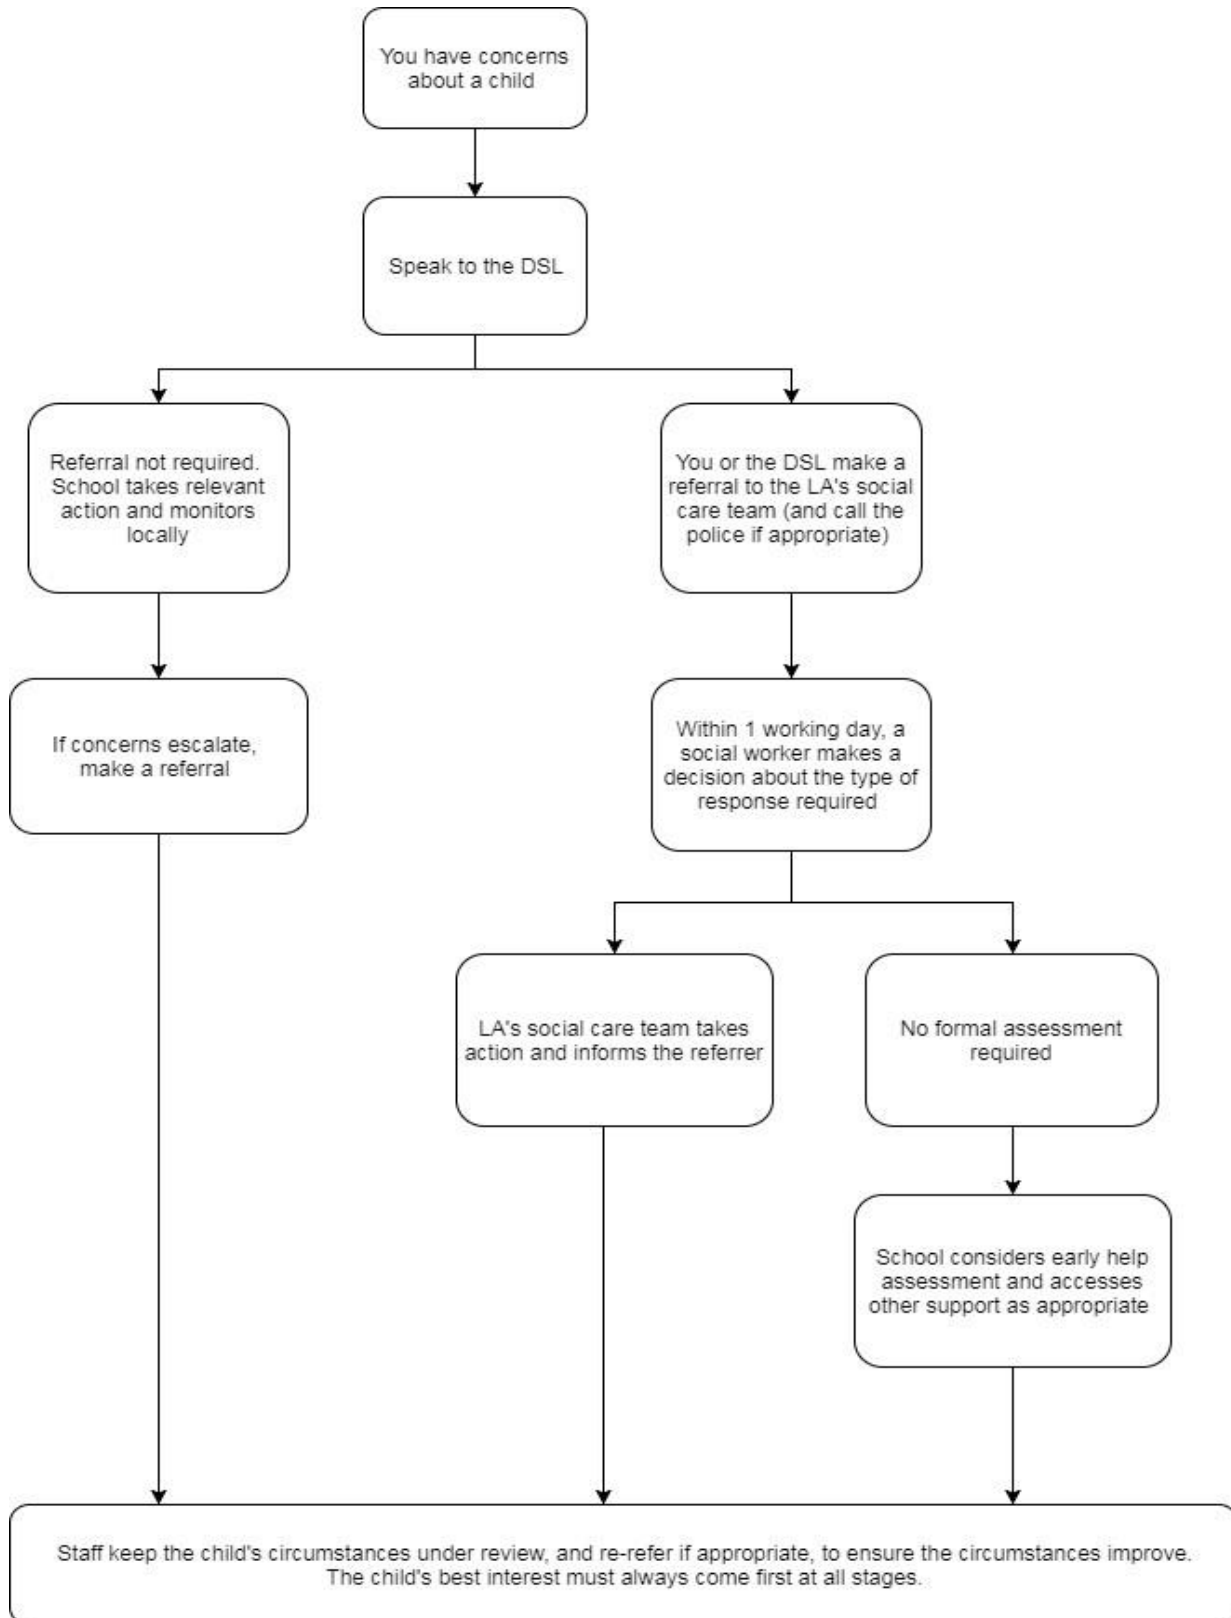 You have concerns
about a child
Speak to the DSL
Referral not required.
School takes relevant
action and monitors
locally
You or the DSL make a
referral to the LA's social
care team (and call the
police if appropriate)
If concerns escalate,
make a referral
Within 1 working day, a
social worker makes a
decision about the type of
response required
LA's social care team takes
action and informs the referrer
No formal assessment
required
School considers early help
assessment and accesses
other support as appropriate
Staff keep the child's circumstances under review, and re-refer if appropriate, to ensure the circumstances improve.
The child's best interest must always come first at all stages.